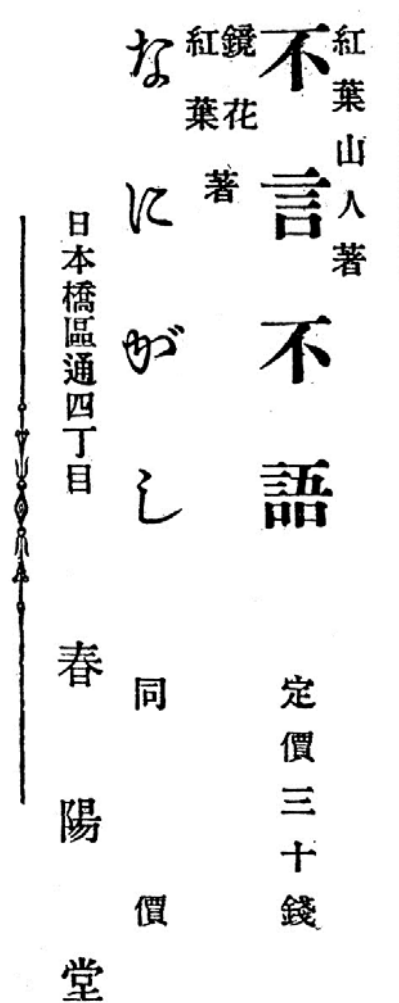 紅葉山人著
不言不語
定價三十錢
鏡花
紅葉
著
なにがし
同價
日本橋區通四丁目
春陽堂